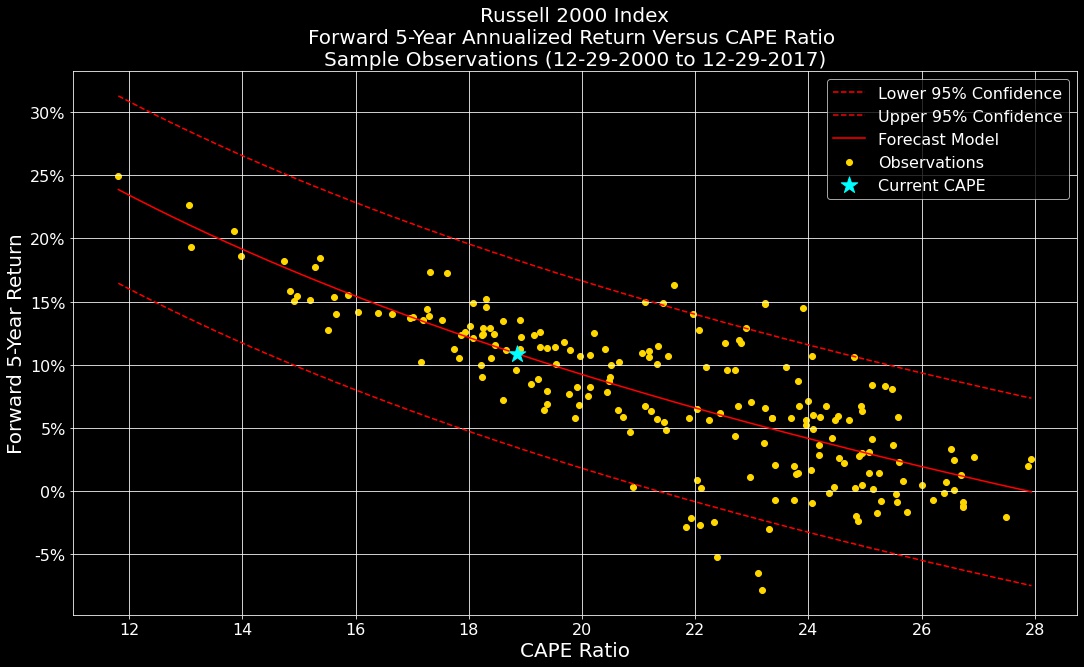 Russell 2000 Index
Forward 5-Year Annualized Return Versus CAPE Ratio
Sample Observations (12-29-2000 to 12-29-2017)
Lower 95% Confidence
Upper 95% Confidence
Forecast Model
Observations
Current CAPE
Forward 5-Year Return
30%
25%
20%
15%
10%
5%
0%
-5%
12 14 16 18 20 22 24 26 28
CAPE Ratio